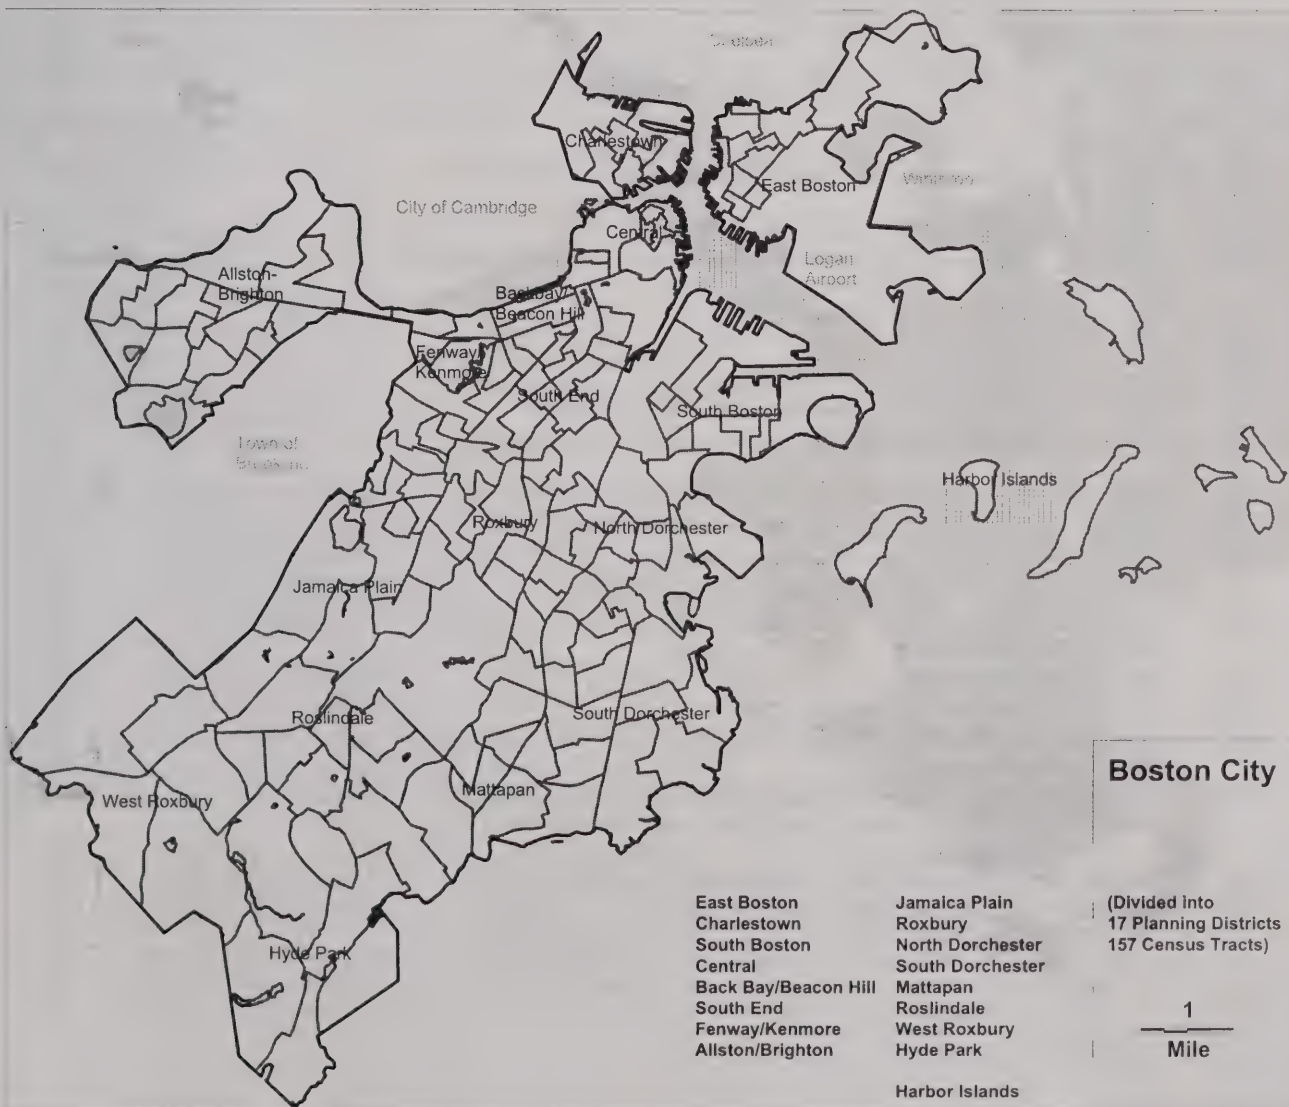 Charlestown
East Boston
City of Cambridge
Central
Logan
Airport
Allston-
Brighton
Backbay/
Beacon Hill
Fenway/
Kenmore
South End
South Boston
Town of
Harbor Islands
Roxbury
North Dorchester
Jamaica Plain
Roslindale
South Dorchester
Mattapan
West Roxbury
Hyde Park
Boston City
East Boston
Charlestown
South Boston
Central
Back Bay/Beacon Hill
South End
Fenway/Kenmore
Allston/Brighton
Jamaica Plain
Roxbury
North Dorchester
South Dorchester
Mattapan
Roslindale
West Roxbury
Hyde Park
Harbor Islands
(Divided into
17 Planning Districts
157 Census Tracts)
1
Mile